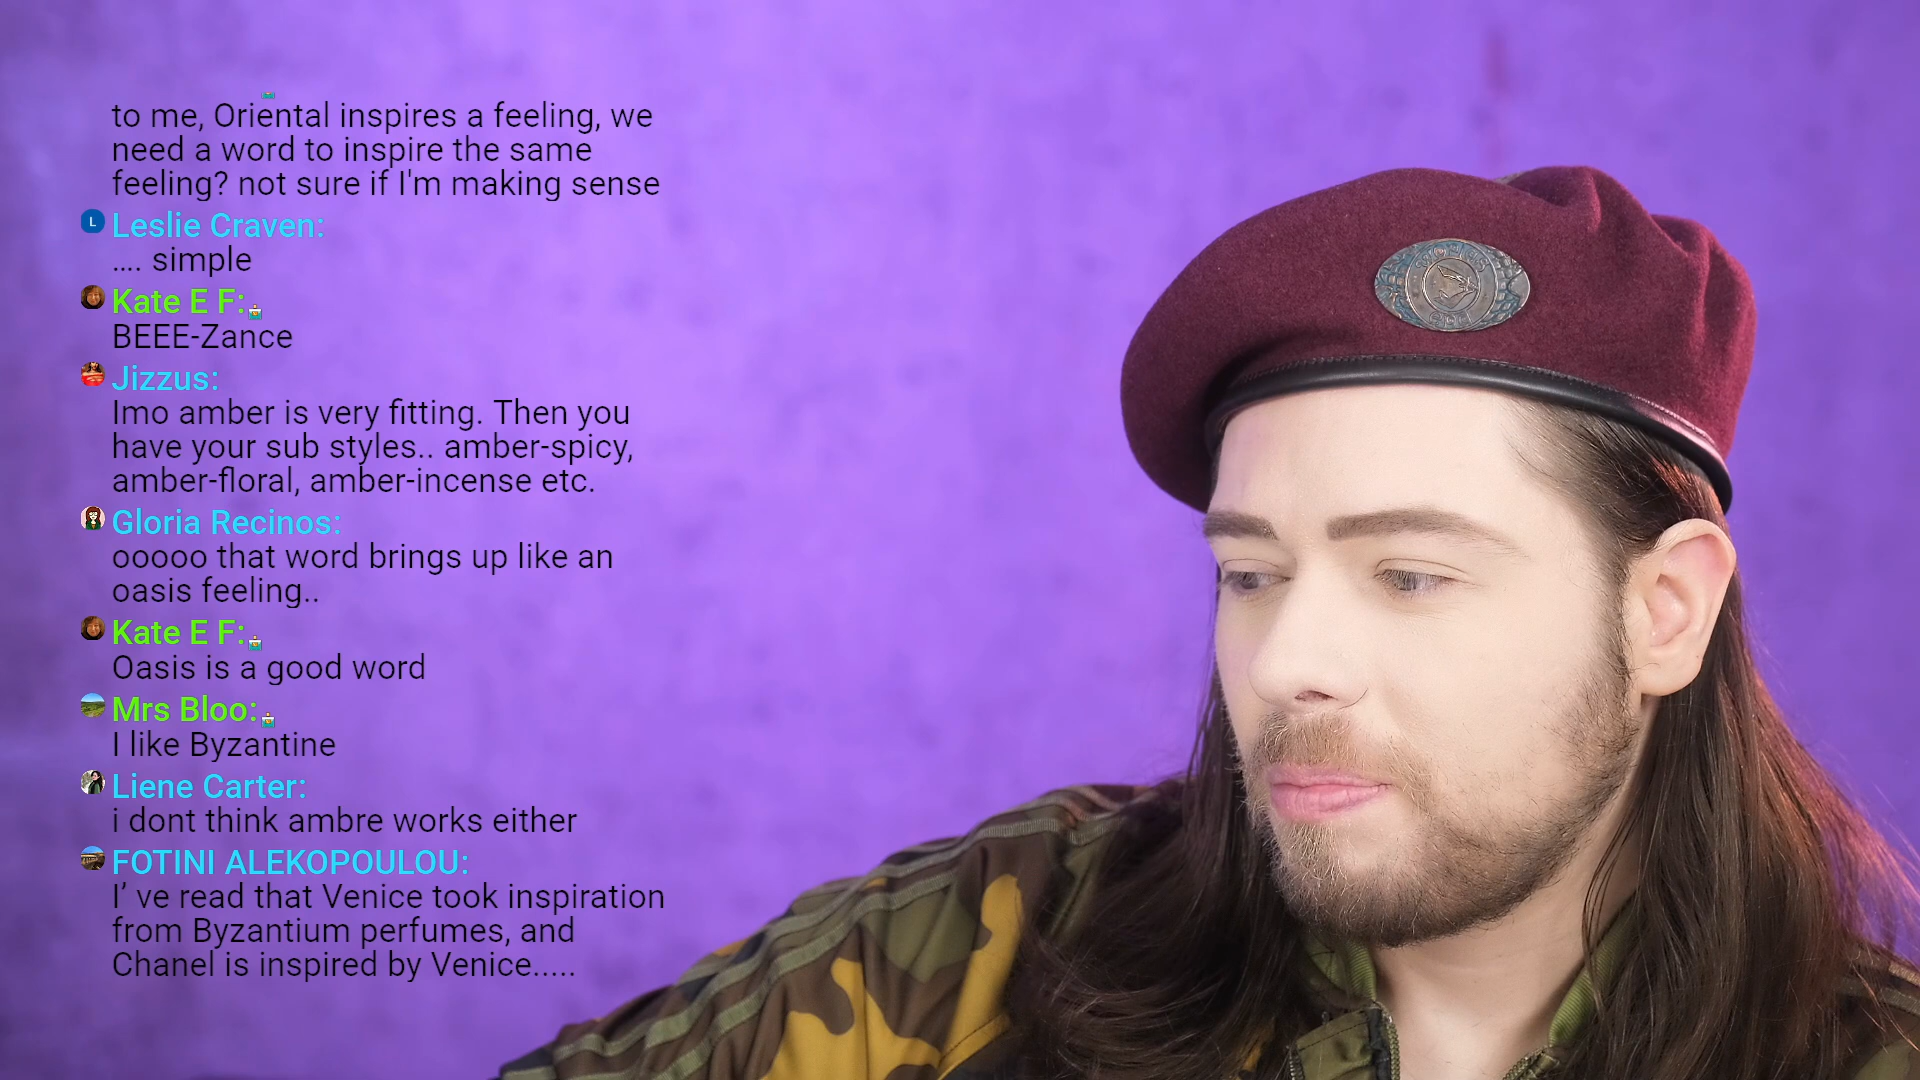 to me, Oriental inspires a feeling, we
need a word to inspire the same
feeling? not sure if I'm making sense
L
Leslie Craven:
.... simple
Kate E F:
BEEE-Zance
Jizzus:
Imo amber is very fitting. Then you
have your sub styles.. amber-spicy,
amber-floral, amber-incense etc.
Gloria Recinos:
ooooo that word brings up like an
oasis feeling..
Kate E F:
Oasis is a good word
Mrs Bloo:
I like Byzantine
Liene Carter:
i dont think ambre works either
FOTINI ALEKOPOULOU:
I’ ve read that Venice took inspiration
from Byzantium perfumes, and
Chanel is inspired by Venice.....